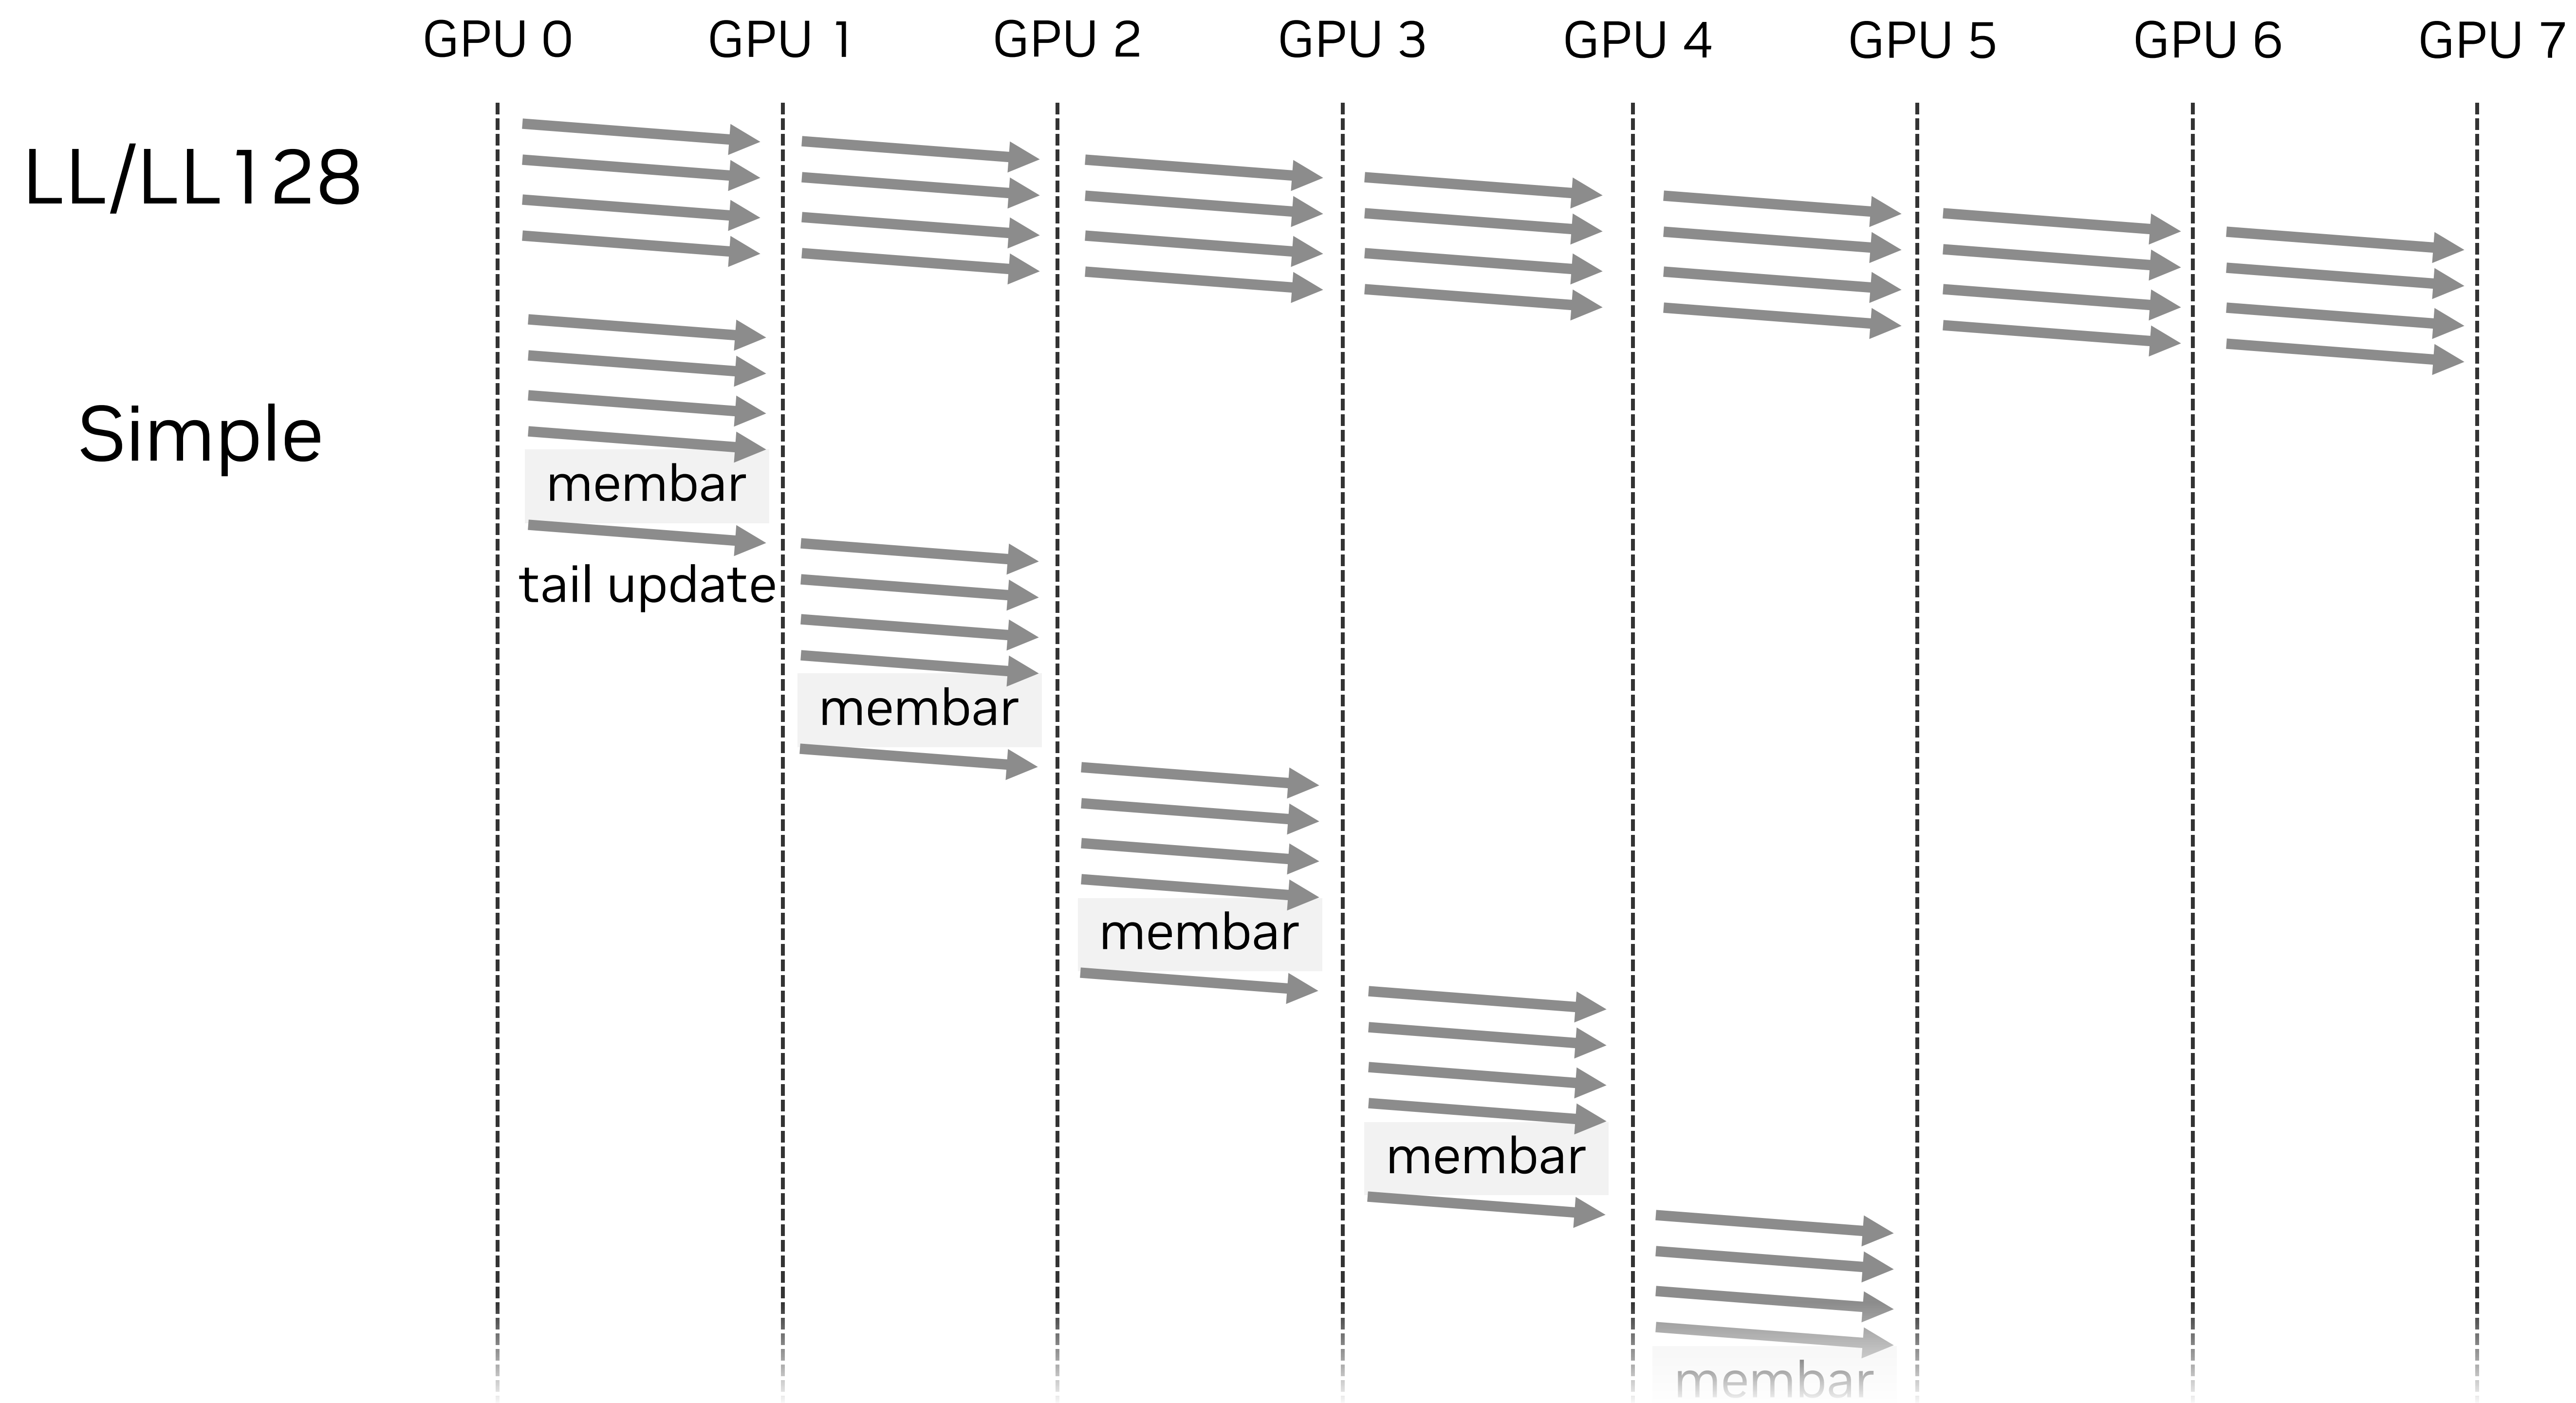 GPU 0 GPU 1 GPU 2 GPU 3 GPU 4 GPU 5 GPU 6 GPU 7
LL/LL128
Simple
membar
tail update
membar
membar
membar
membar